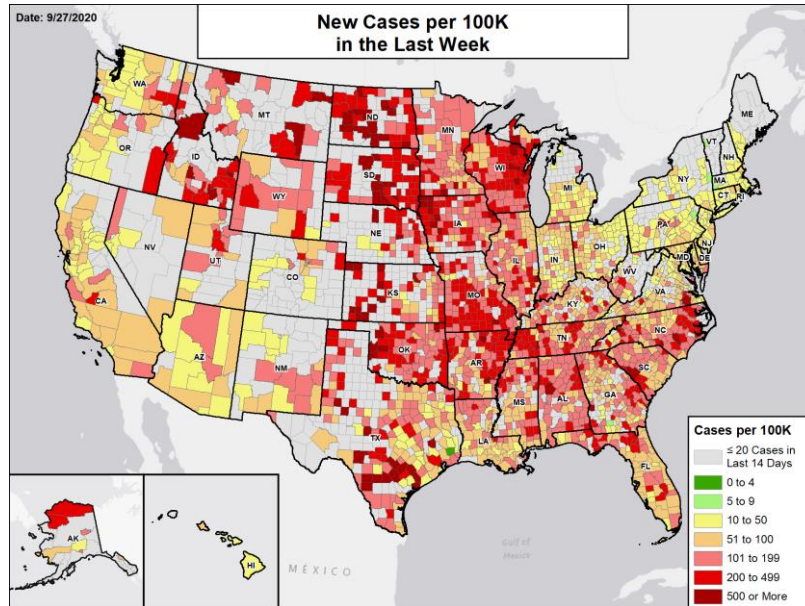 Date: 9/27/2020
New Cases per 100K
in the Last Week
WA
MT
ND
MN
ME
VT
NH
OR
ID
SD
WI
MI
NY
MA
CT
RI
WY
IA
PA
NJ
NV
NE
IL
IN
OH
MD
DE
UT
CO
WV
VA
CA
KS
MO
KY
NC
AZ
NM
OK
AR
TN
SC
MS
AL
GA
TX
LA
FL
AK
HI
MÉXICO
Gulf of
Mexico
Cases per 100K
≤ 20 Cases in
Last 14 Days
0 to 4
5 to 9
10 to 50
51 to 100
101 to 199
200 to 499
500 or More